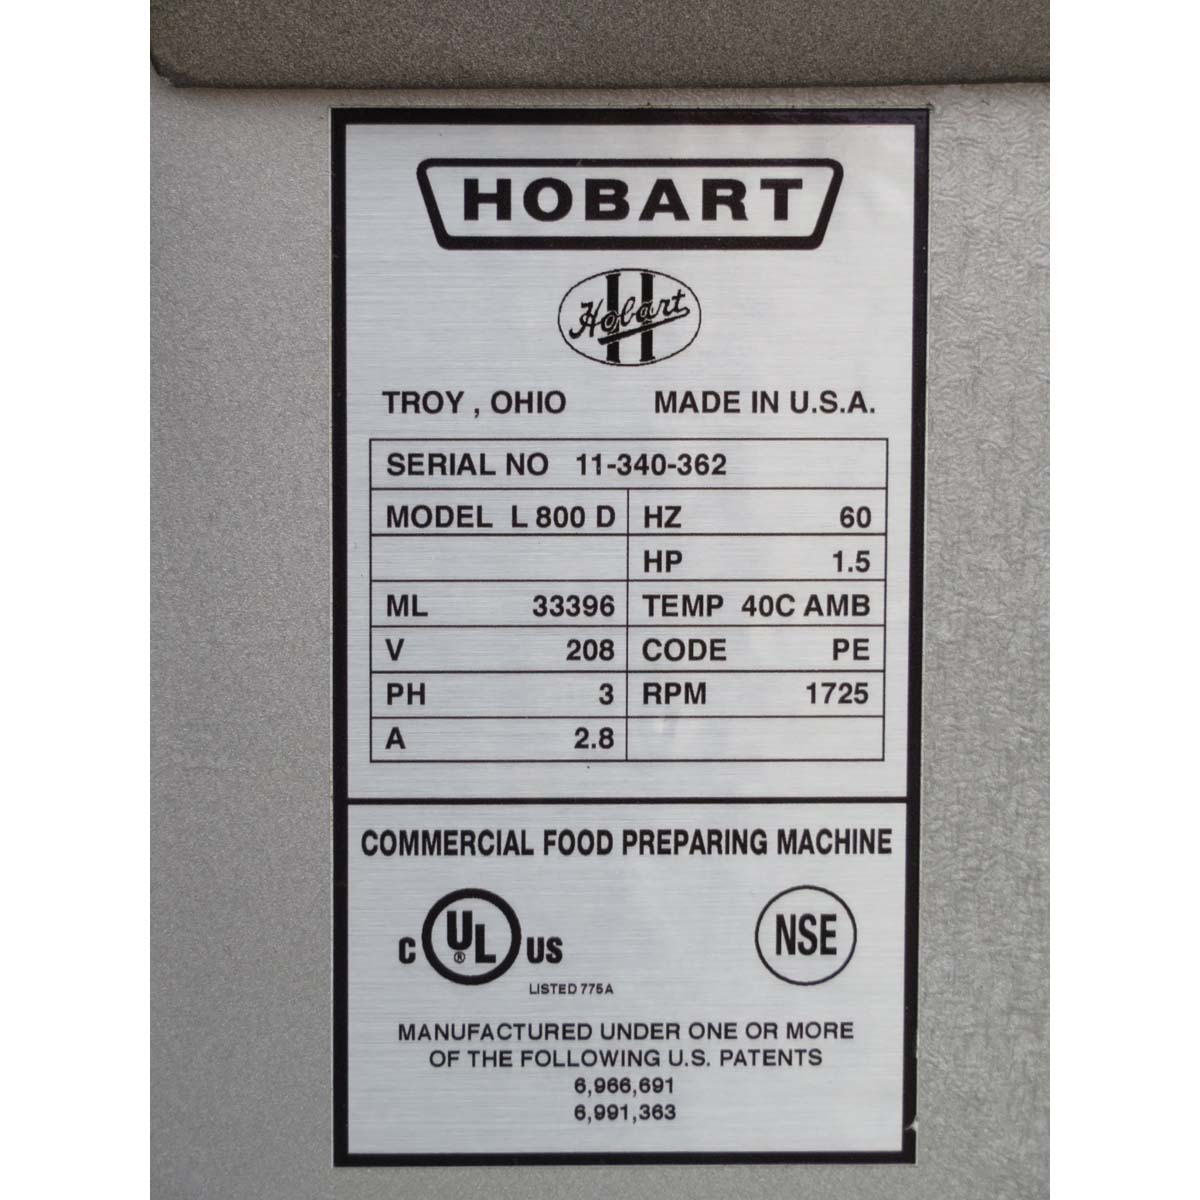 HOBART
Hobart
TROY , OHIO MADE IN U.S.A.
SERIAL NO 11-340-362
MODEL L 800 D HZ 60
HP 1.5
ML 33396 TEMP 40C AMB
V 208 CODE PE
PH 3 RPM 1725
A 2.8
COMMERCIAL FOOD PREPARING MACHINE
C UL ® US NSE
LISTED 775A
MANUFACTURED UNDER ONE OR MORE
OF THE FOLLOWING U.S. PATENTS
6,966,691
6,991,363